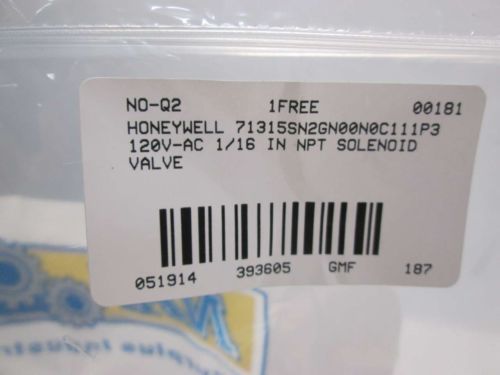 NO-Q2 1FREE 00181
HONEYWELL 71315SN2GN00N0C111P3
120V-AC 1/16 IN NPT SOLENOID
VALVE
051914 393605 GMF 187